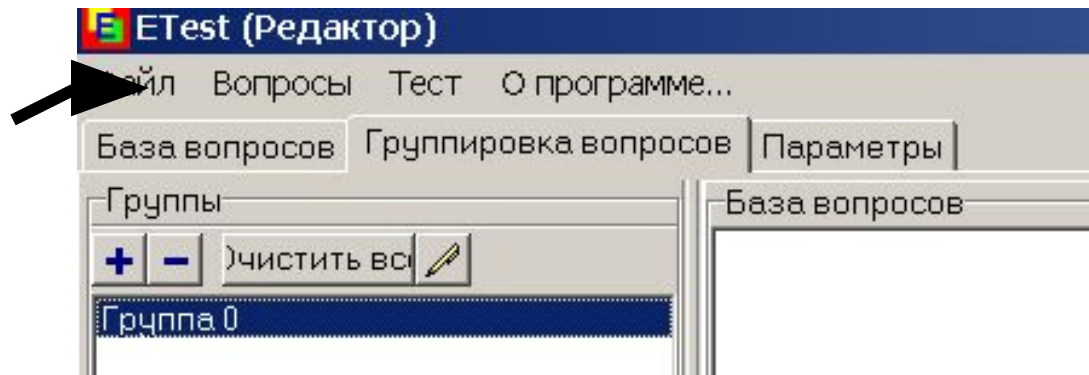 ETest (Редактор)
Вопросы Тест О программе...
База вопросов Группировка вопросов Параметры
Группы
База вопросов
+ −
Группа 0